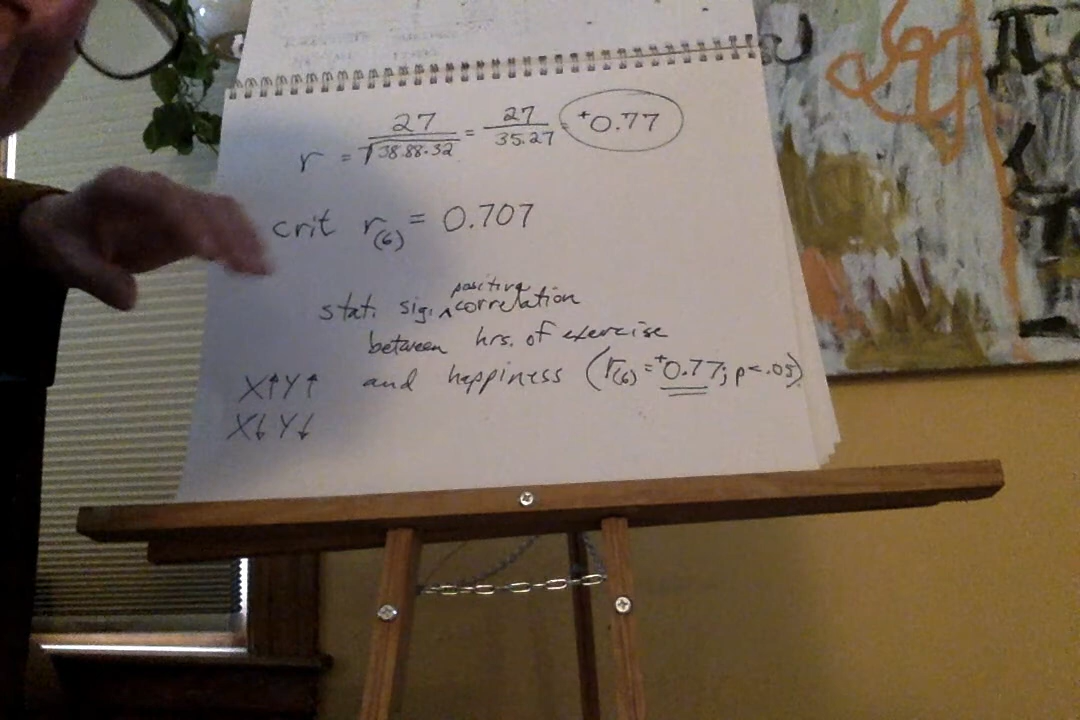 r = 27 / √38.88·32 = 27 / 35.27 = +0.77
crit r(6) = 0.707
stat. sig. positive correlation
between hrs. of exercise
and happiness (r(6) = +0.77; p < .05)
X↑Y↑
X↓Y↓